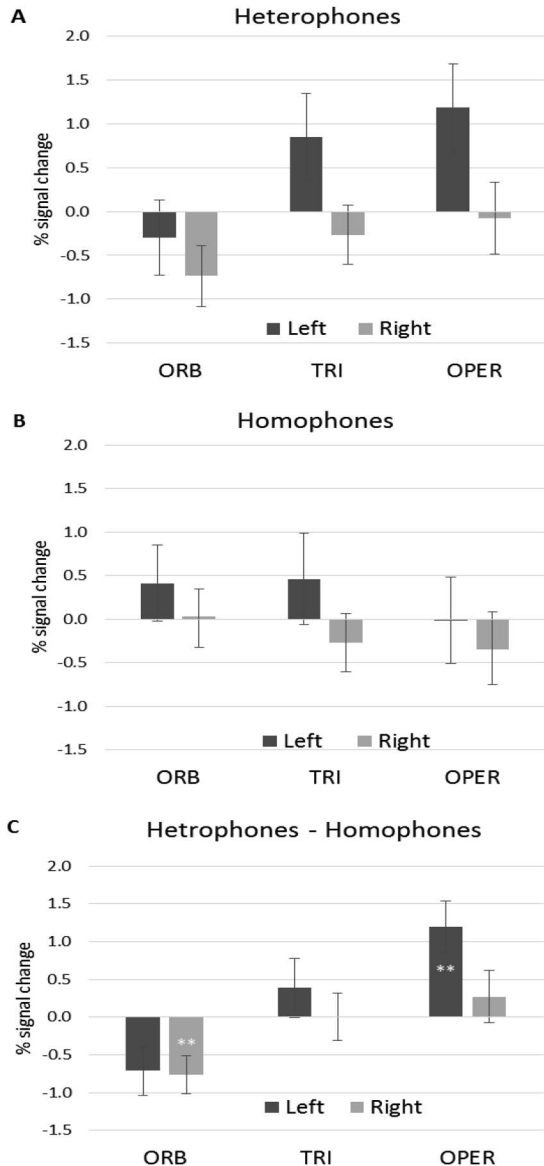 A
Heterophones
% signal change
2.0
1.5
1.0
0.5
0.0
-0.5
-1.0
-1.5
Left Right
ORB TRI OPER
B
Homophones
% signal change
2.0
1.5
1.0
0.5
0.0
-0.5
-1.0
-1.5
Left Right
ORB TRI OPER
C
Hetrophones - Homophones
% signal change
2.0
1.5
1.0
0.5
0.0
-0.5
-1.0
-1.5
**
**
Left Right
ORB TRI OPER